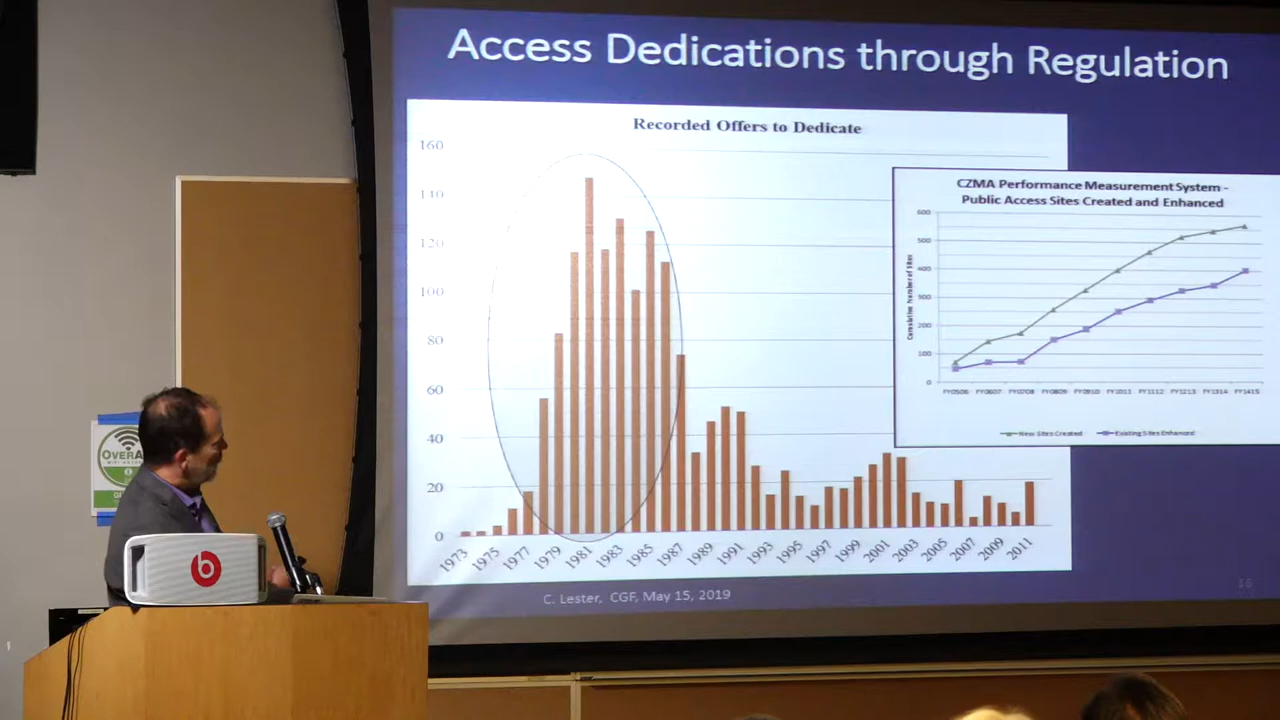 Access Dedications through Regulation
Recorded Offers to Dedicate
160
140
120
100
80
60
40
20
0
1973 1975 1977 1979 1981 1983 1985 1987 1989 1991 1993 1995 1997 1999 2001 2003 2005 2007 2009 2011
CZMA Performance Measurement System -
Public Access Sites Created and Enhanced
600
500
400
300
200
100
0
Cumulative Number of Sites
FY0506 FY0607 FY0708 FY0809 FY0910 FY1011 FY1112 FY1213 FY1314 FY1415
New Sites Created Existing Sites Enhanced
C. Lester, CGF, May 15, 2019
16
b